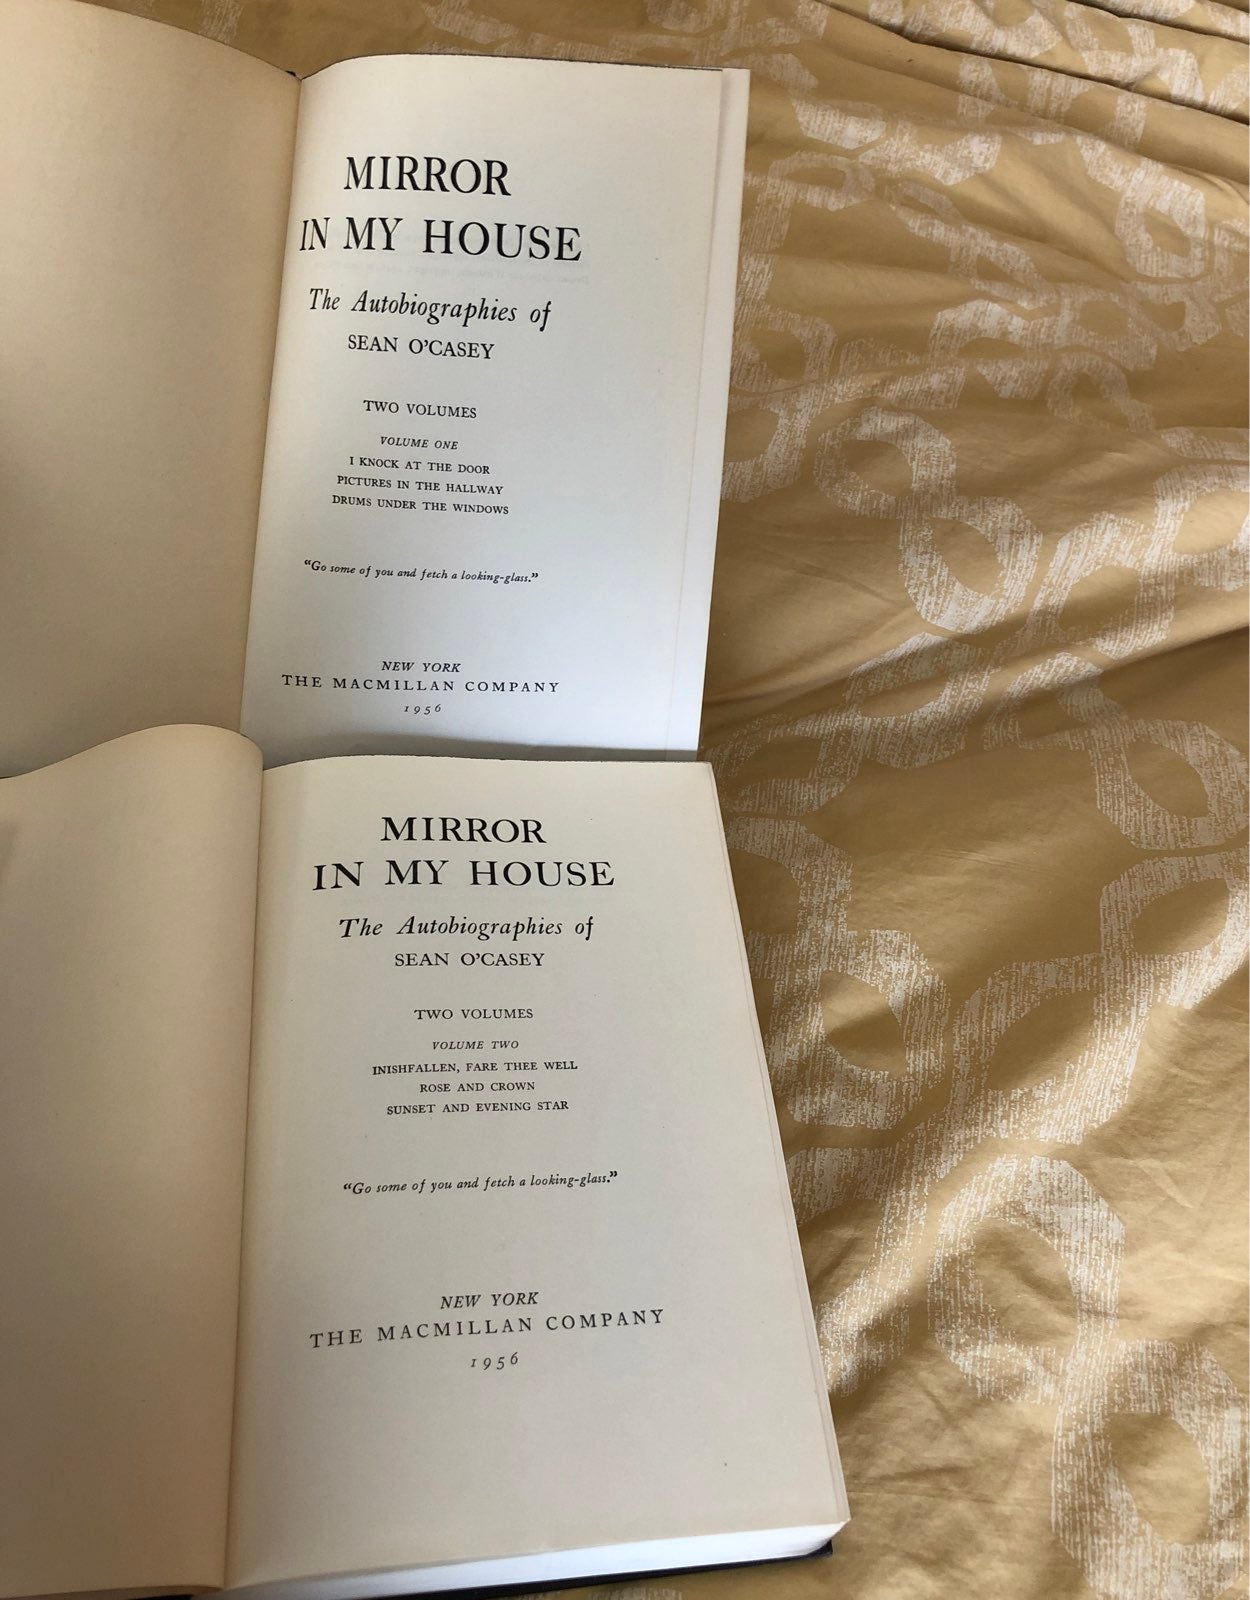 MIRROR
IN MY HOUSE
The Autobiographies of
SEAN O'CASEY
TWO VOLUMES
VOLUME ONE
I KNOCK AT THE DOOR
PICTURES IN THE HALLWAY
DRUMS UNDER THE WINDOWS
“Go some of you and fetch a looking-glass.”
NEW YORK
THE MACMILLAN COMPANY
1956
MIRROR
IN MY HOUSE
The Autobiographies of
SEAN O'CASEY
TWO VOLUMES
VOLUME TWO
INISHFALLEN, FARE THEE WELL
ROSE AND CROWN
SUNSET AND EVENING STAR
“Go some of you and fetch a looking-glass.”
NEW YORK
THE MACMILLAN COMPANY
1956